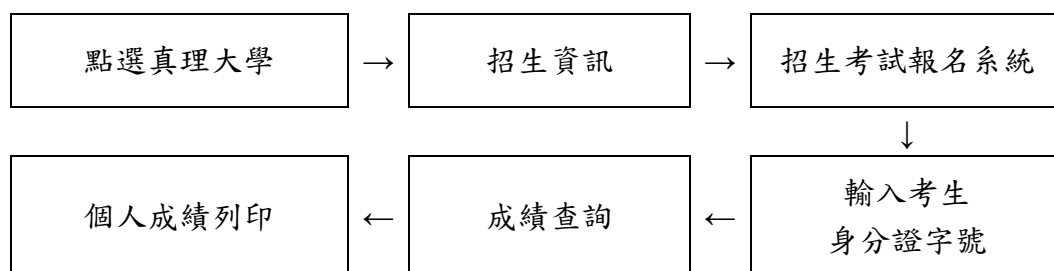 點選真理大學 → 招生資訊 → 招生考試報名系統
↓
個人成績列印 ← 成績查詢 ← 輸入考生
身分證字號